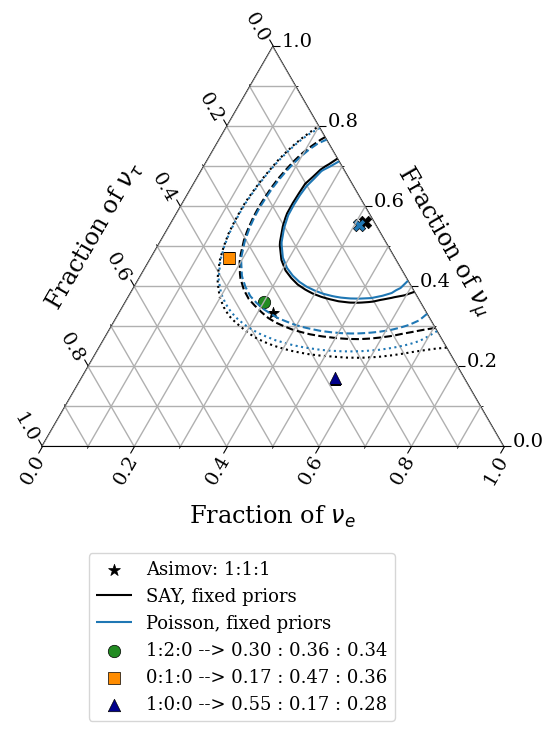 0.0
1.0
0.2
0.8
Fraction of ντ
Fraction of νμ
0.4
0.6
0.6
0.4
0.8
0.2
1.0
0.0
0.0
0.2
0.4
0.6
0.8
1.0
Fraction of νe
Asimov: 1:1:1
SAY, fixed priors
Poisson, fixed priors
1:2:0 --> 0.30 : 0.36 : 0.34
0:1:0 --> 0.17 : 0.47 : 0.36
1:0:0 --> 0.55 : 0.17 : 0.28